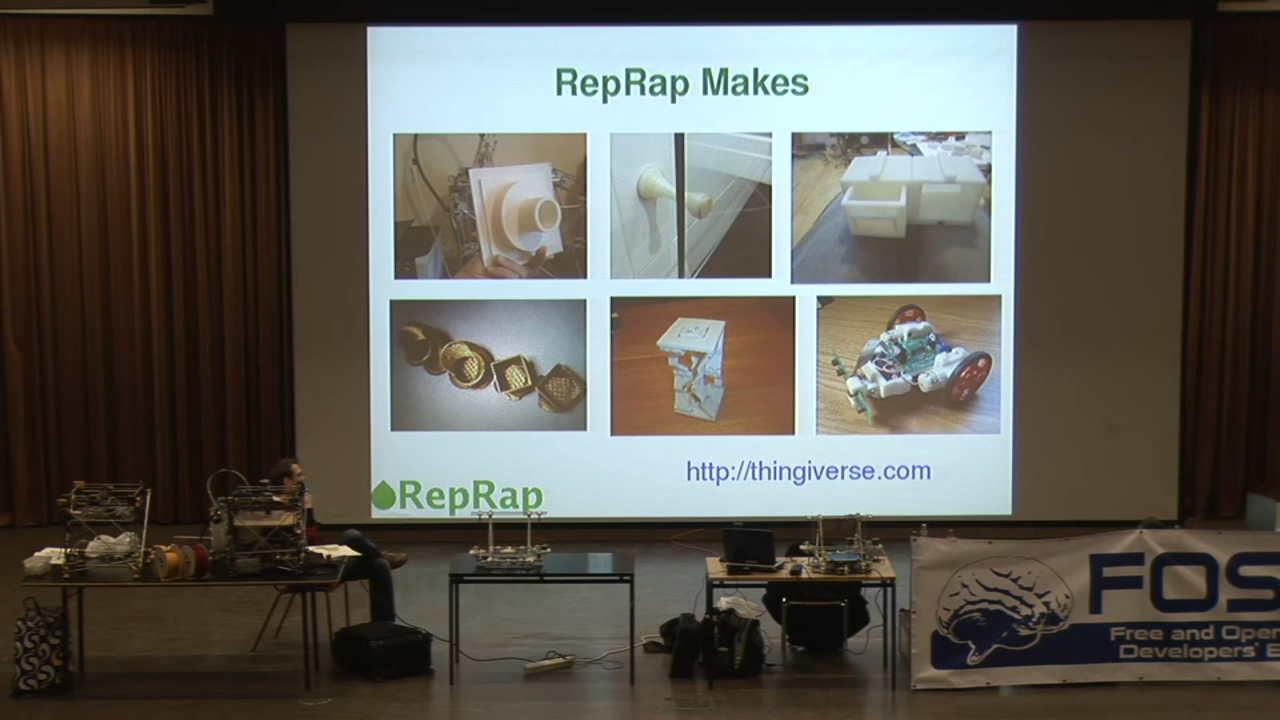 RepRap Makes
http://thingiverse.com
RepRap
FOS
Free and Oper
Developers' E